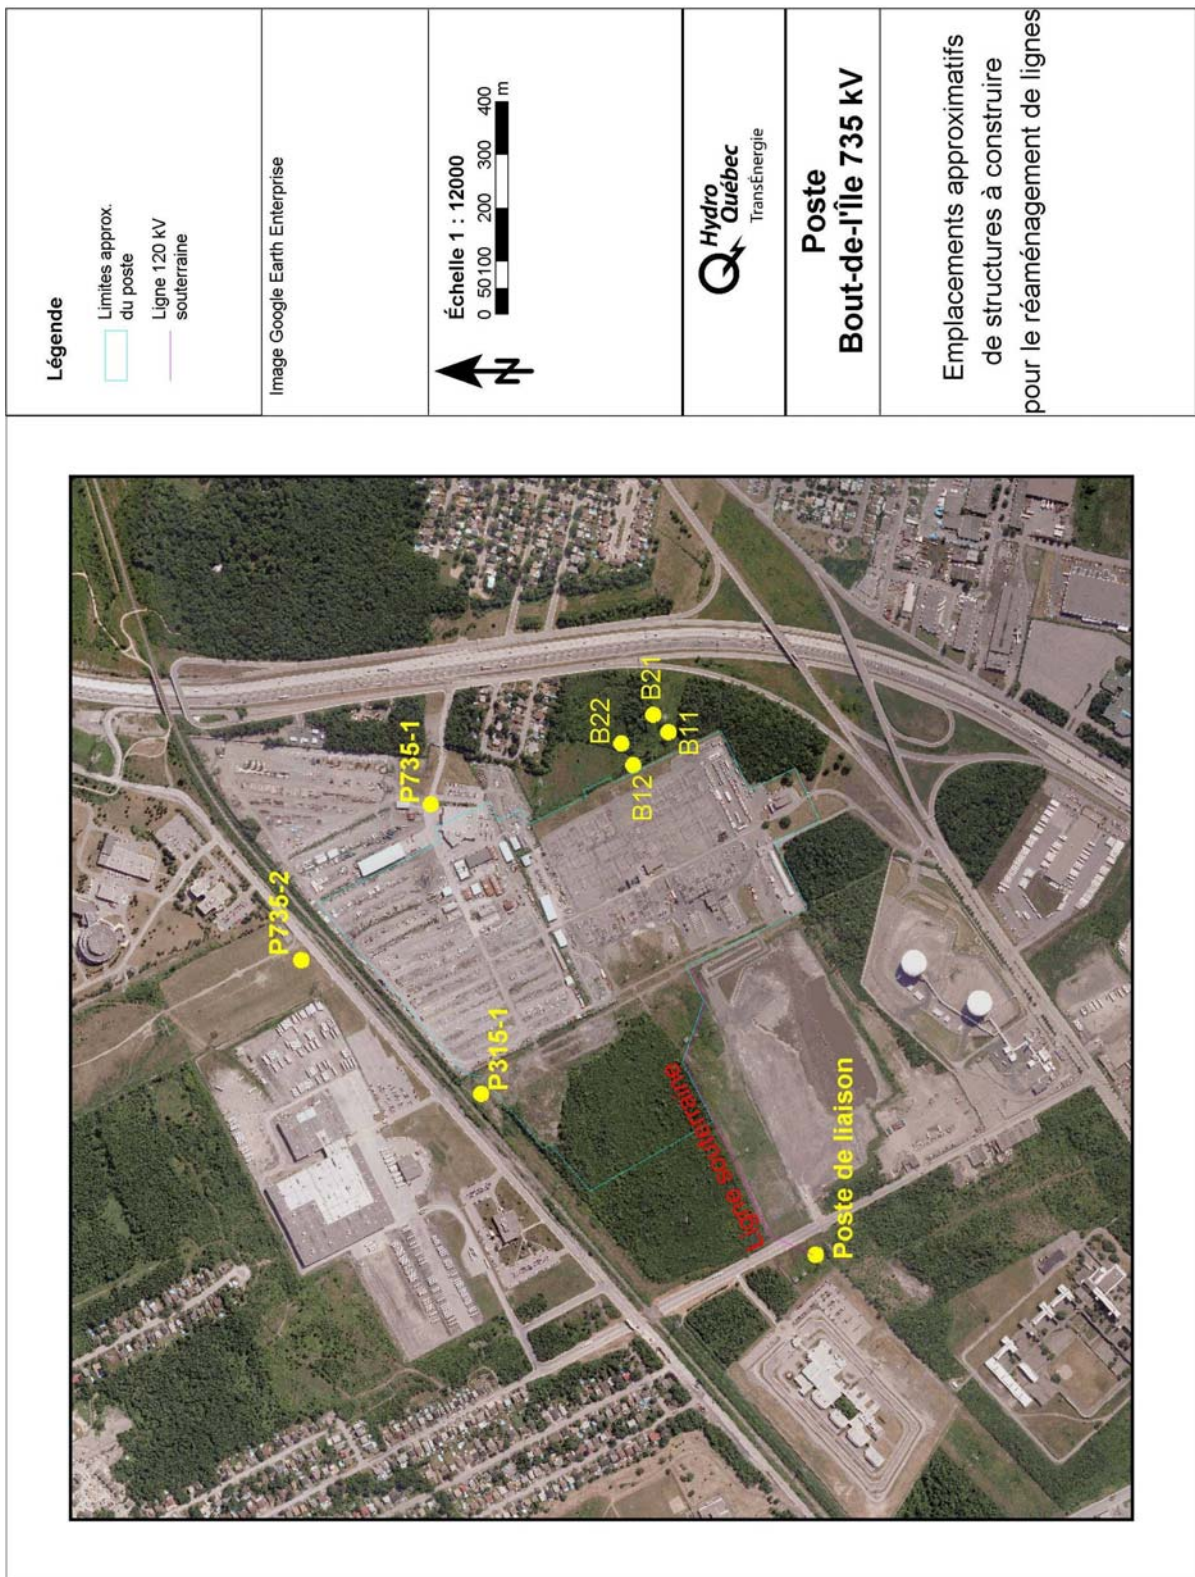 Légende
Limites approx.
du poste
Ligne 120 kV
souterraine
Image Google Earth Enterprise
Échelle 1 : 12000
0 50 100 200 300 400
m
N
Hydro
Québec
TransÉnergie
Poste
Bout-de-l'Île 735 kV
Emplacements approximatifs
de structures à construire
pour le réaménagement de lignes
P735-2
P735-1
P315-1
B22
B21
B12
B11
Ligne souterraine
Poste de liaison